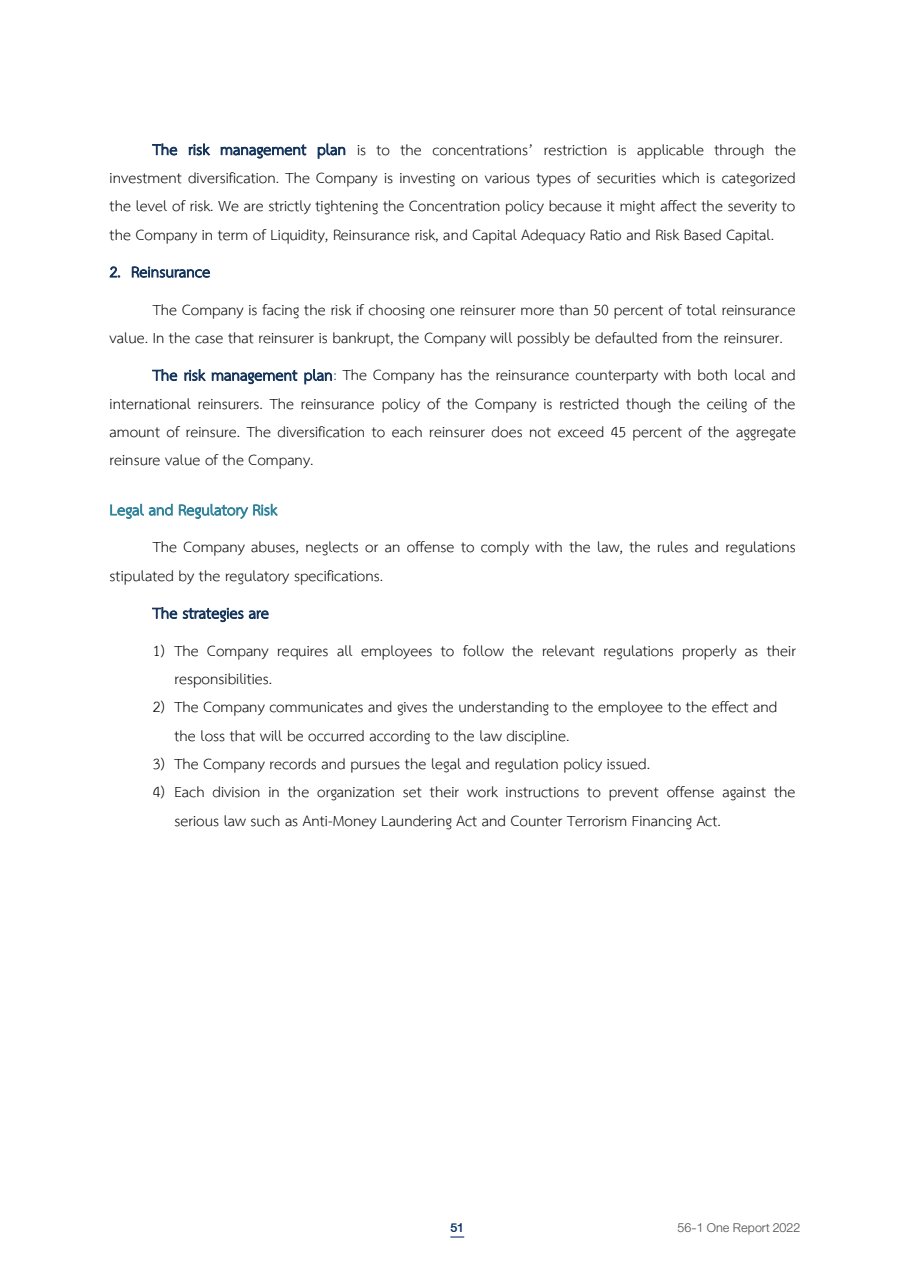 The risk management plan is to the concentrations’ restriction is applicable through the
investment diversification. The Company is investing on various types of securities which is categorized
the level of risk. We are strictly tightening the Concentration policy because it might affect the severity to
the Company in term of Liquidity, Reinsurance risk, and Capital Adequacy Ratio and Risk Based Capital.
2. Reinsurance
The Company is facing the risk if choosing one reinsurer more than 50 percent of total reinsurance
value. In the case that reinsurer is bankrupt, the Company will possibly be defaulted from the reinsurer.
The risk management plan: The Company has the reinsurance counterparty with both local and
international reinsurers. The reinsurance policy of the Company is restricted though the ceiling of the
amount of reinsure. The diversification to each reinsurer does not exceed 45 percent of the aggregate
reinsure value of the Company.
Legal and Regulatory Risk
The Company abuses, neglects or an offense to comply with the law, the rules and regulations
stipulated by the regulatory specifications.
The strategies are
1) The Company requires all employees to follow the relevant regulations properly as their
responsibilities.
2) The Company communicates and gives the understanding to the employee to the effect and
the loss that will be occurred according to the law discipline.
3) The Company records and pursues the legal and regulation policy issued.
4) Each division in the organization set their work instructions to prevent offense against the
serious law such as Anti-Money Laundering Act and Counter Terrorism Financing Act.
51
56-1 One Report 2022